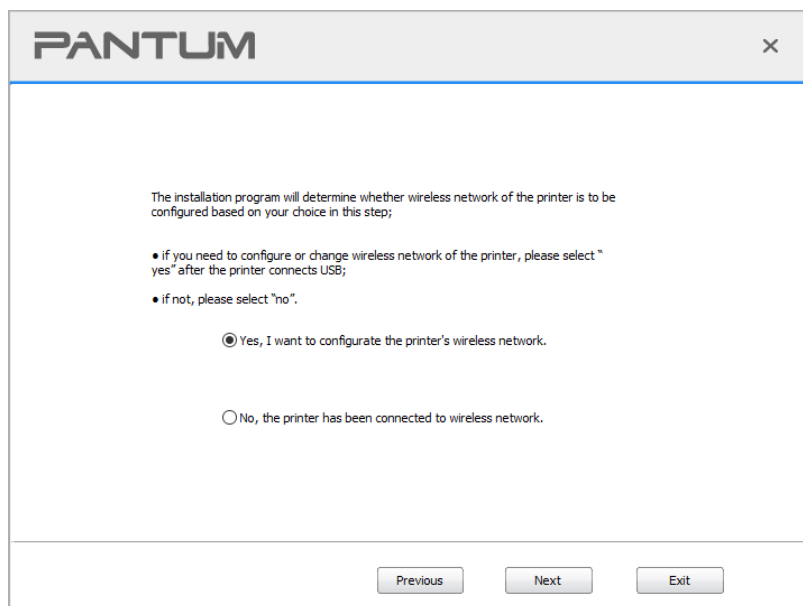 PANTUM
The installation program will determine whether wireless network of the printer is to be
configured based on your choice in this step;
● if you need to configure or change wireless network of the printer, please select “
yes” after the printer connects USB;
● if not, please select “no”.
Yes, I want to configurate the printer's wireless network.
No, the printer has been connected to wireless network.
Previous Next Exit